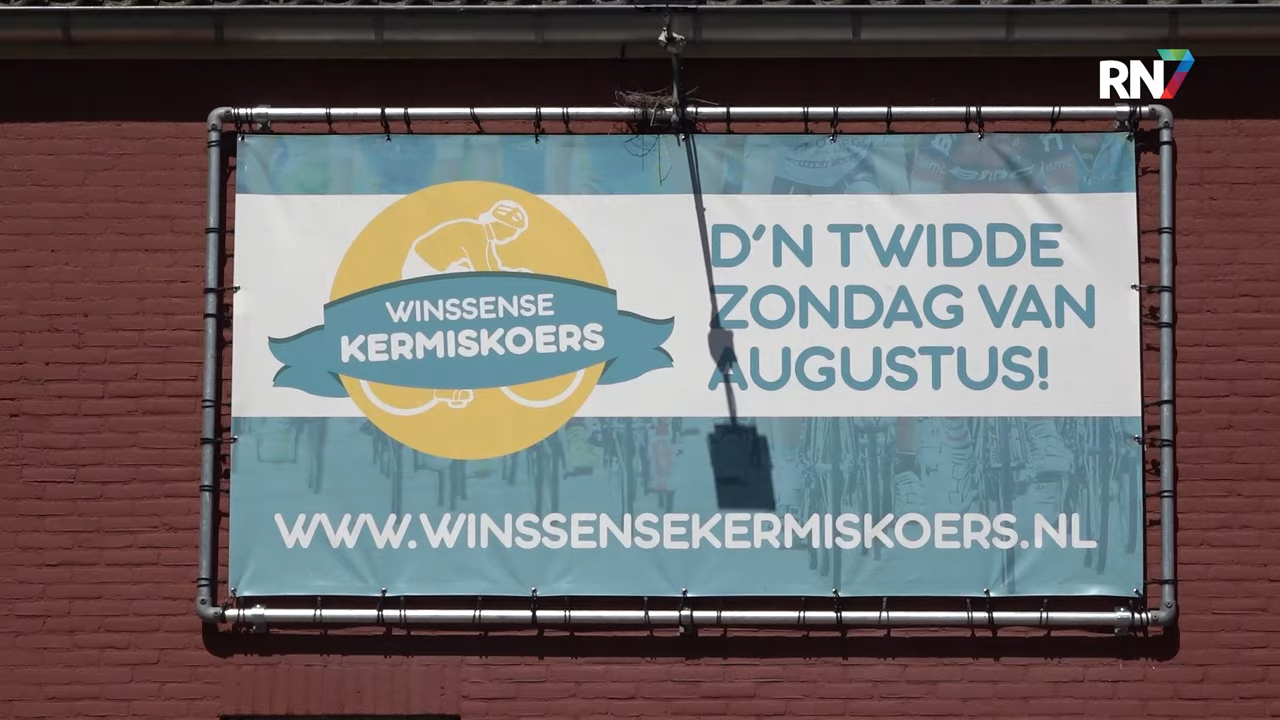 RN7
D'N TWIDDE
ZONDAG VAN
AUGUSTUS!
WINSSENSE
KERMISKOERS
WWW.WINSSENSEKERMISKOERS.NL